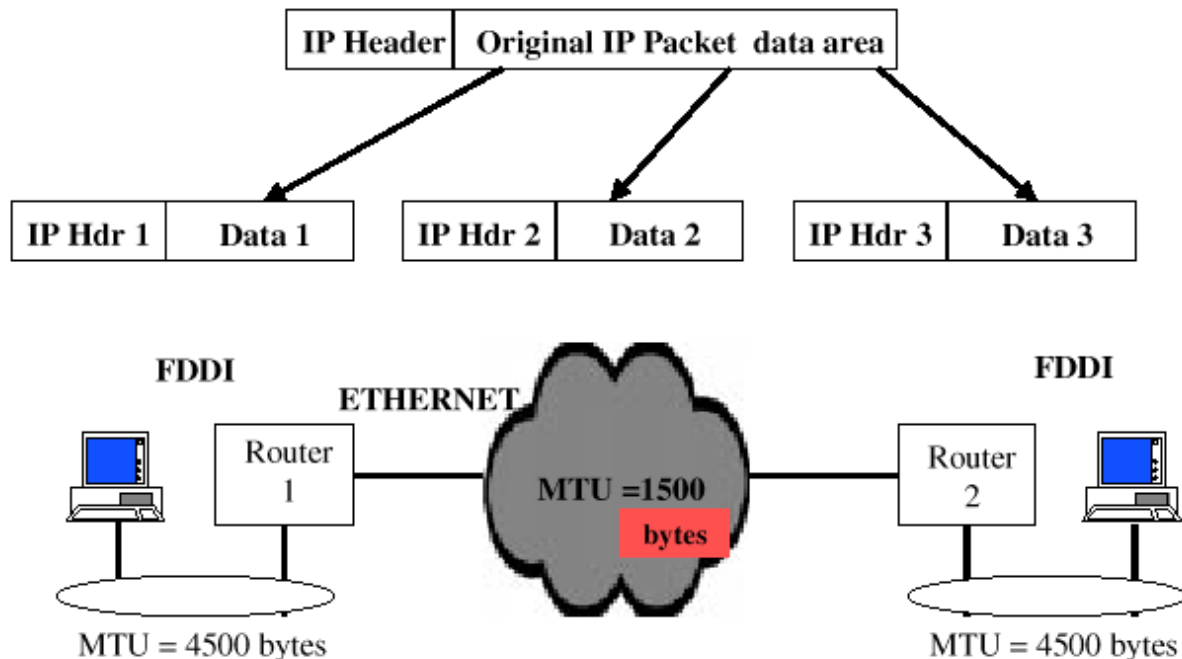 IP Header Original IP Packet data area
IP Hdr 1 Data 1 IP Hdr 2 Data 2 IP Hdr 3 Data 3
FDDI
FDDI
ETHERNET
Router
1
MTU =1500
bytes
Router
2
MTU = 4500 bytes
MTU = 4500 bytes